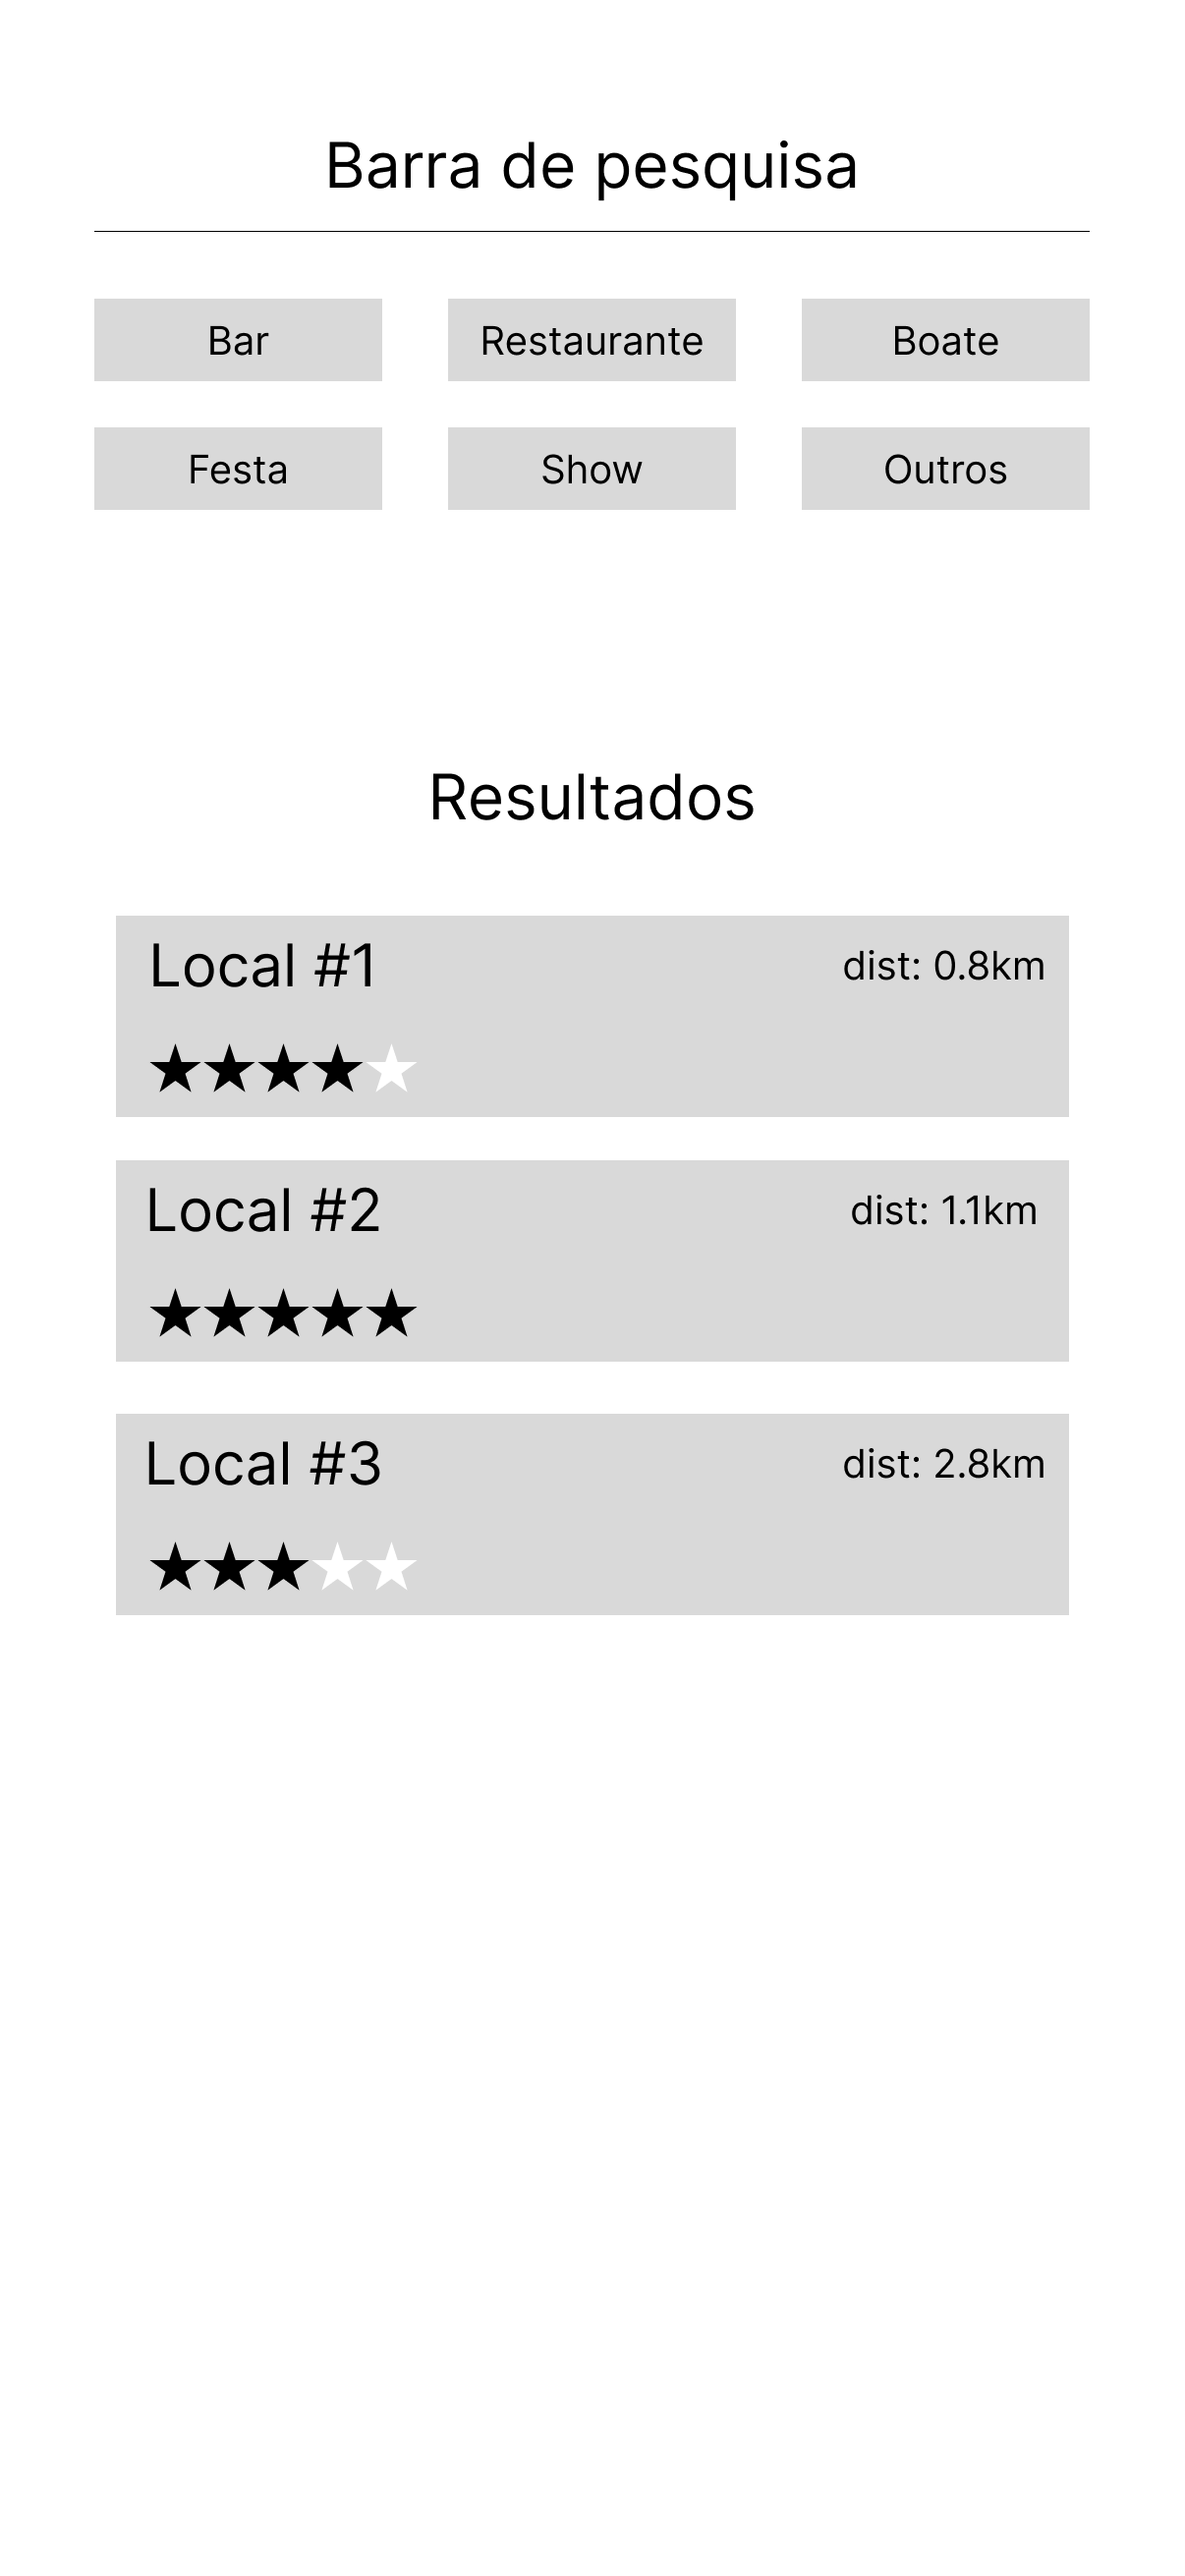 Barra de pesquisa
Bar Restaurante Boate
Festa Show Outros
Resultados
Local #1 dist: 0.8km
Local #2 dist: 1.1km
Local #3 dist: 2.8km